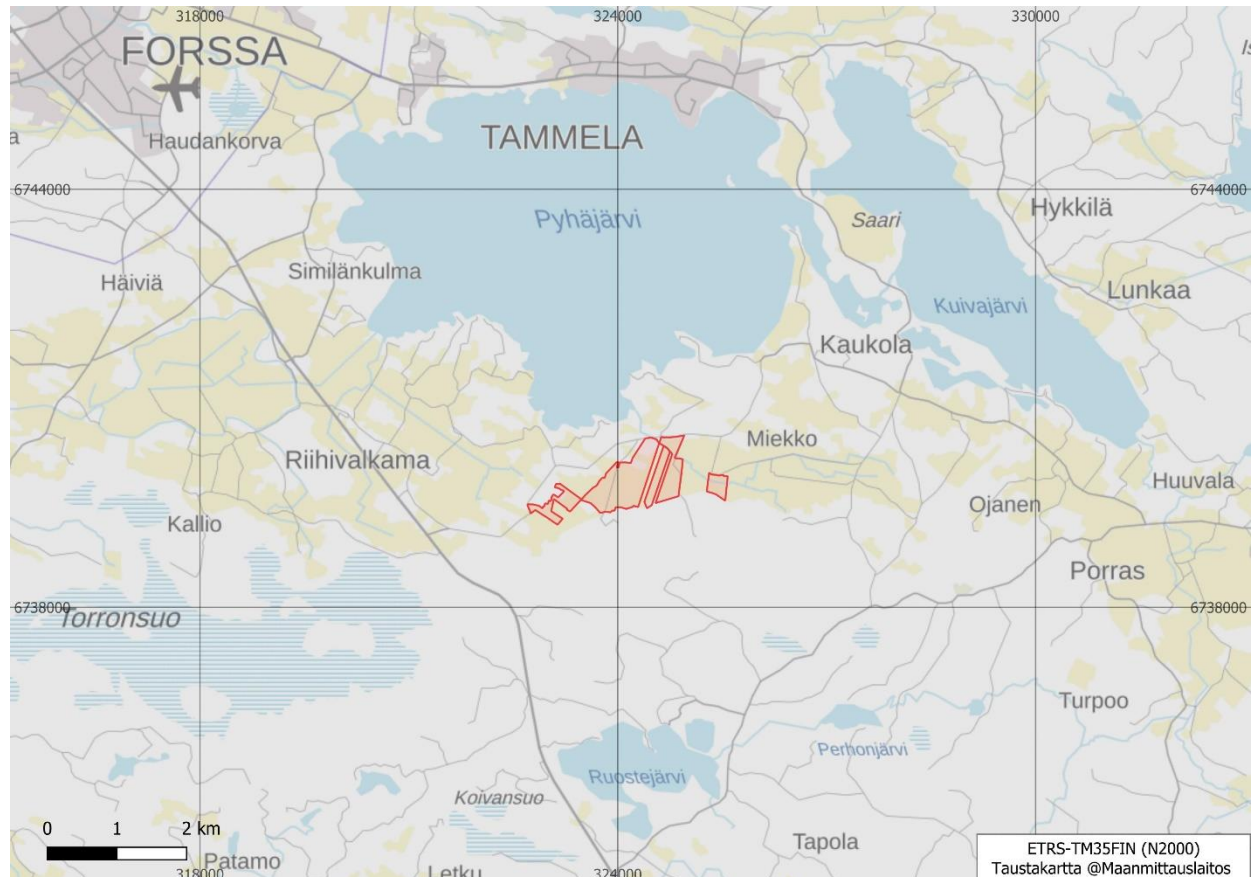 318000
324000
330000
FORSSA
Haudankorva
a
TAMMELA
6744000
6744000
Pyhäjärvi
Saari
Hykkilä
Häiviä
Similänkulma
Lunkaa
Kuivajärvi
Kaukola
Riihivalkama
Miekko
Kallio
Ojanen
Huuvala
Porras
6738000
Torronsuo
6738000
Turpoo
Perhonjärvi
Ruostejärvi
Koivansuo
0 1 2 km
Patamo
Tapola
Letku
318000
324000
ETRS-TM35FIN (N2000)
Taustakartta @Maanmittauslaitos